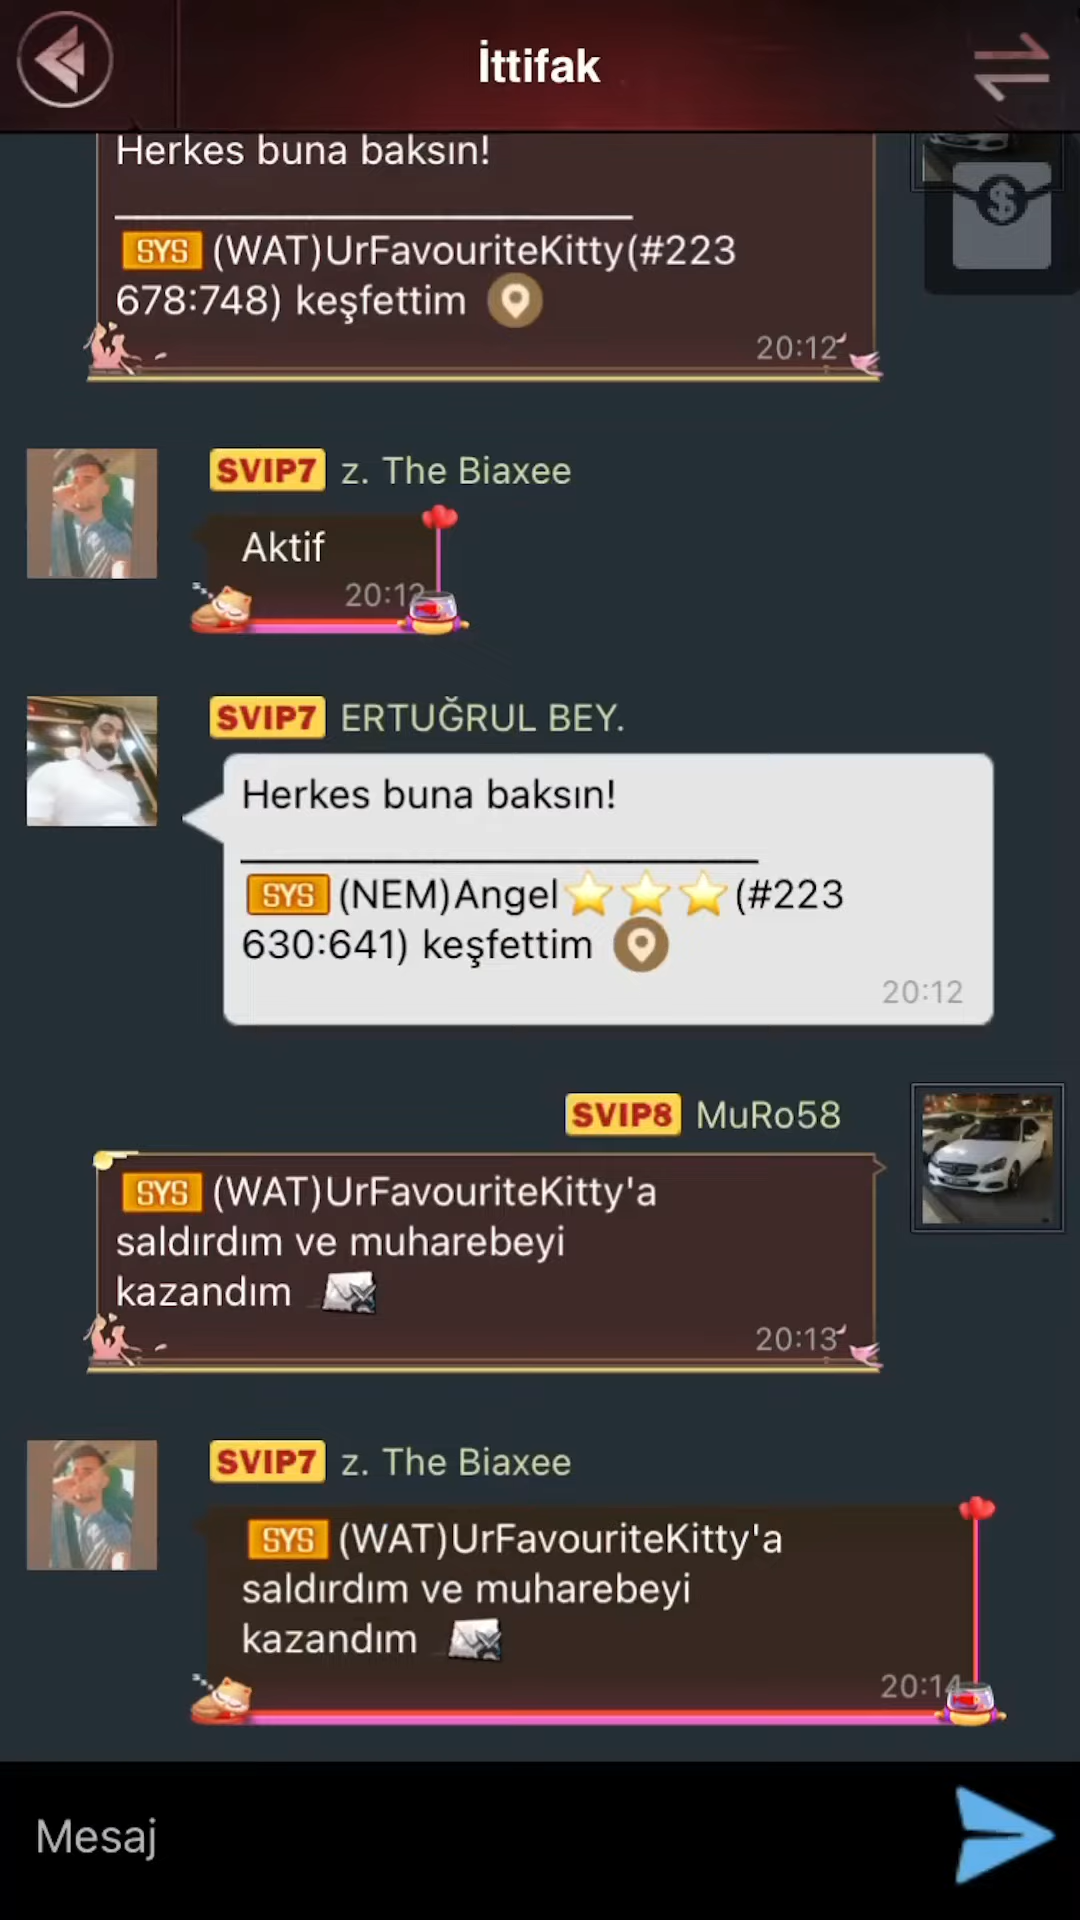 İttifak
Herkes buna baksın!
SYS (WAT)UrFavouriteKitty(#223
678:748) keşfettim
20:12
SVIP7 z. The Biaxee
Aktif
20:12
SVIP7 ERTUĞRUL BEY.
Herkes buna baksın!
SYS (NEM)Angel⭐⭐⭐(#223
630:641) keşfettim
20:12
SVIP8 MuRo58
SYS (WAT)UrFavouriteKitty'a
saldırdım ve muharebeyi
kazandım
20:13
SVIP7 z. The Biaxee
SYS (WAT)UrFavouriteKitty'a
saldırdım ve muharebeyi
kazandım
20:14
Mesaj